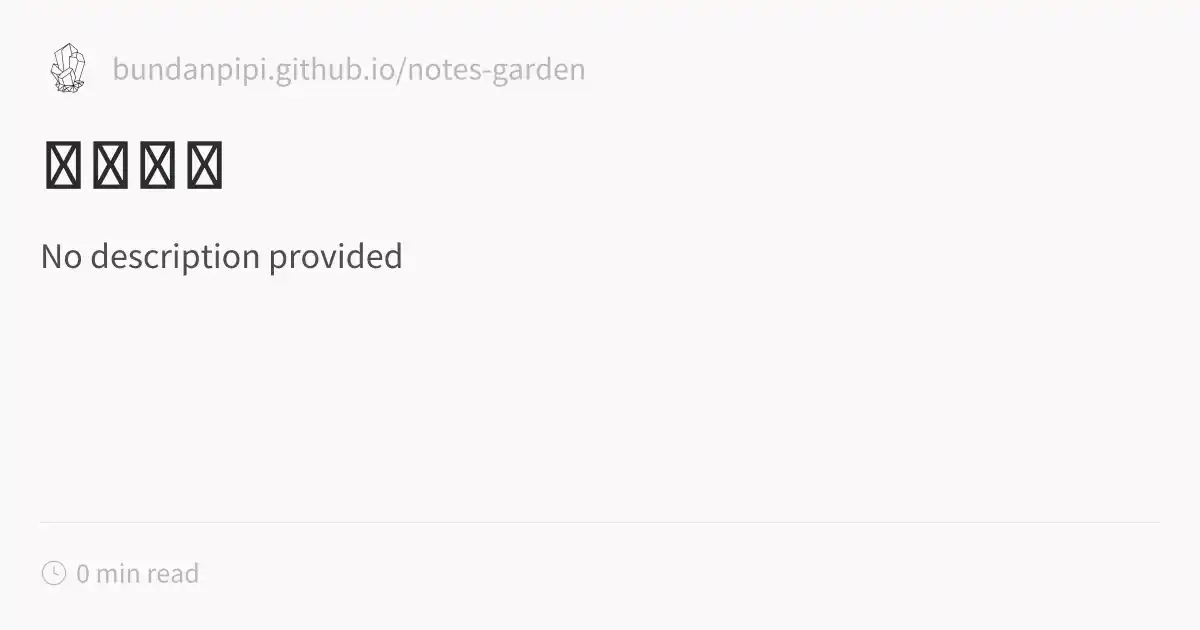 bundanpipi.github.io/notes-garden
No description provided
0 min read